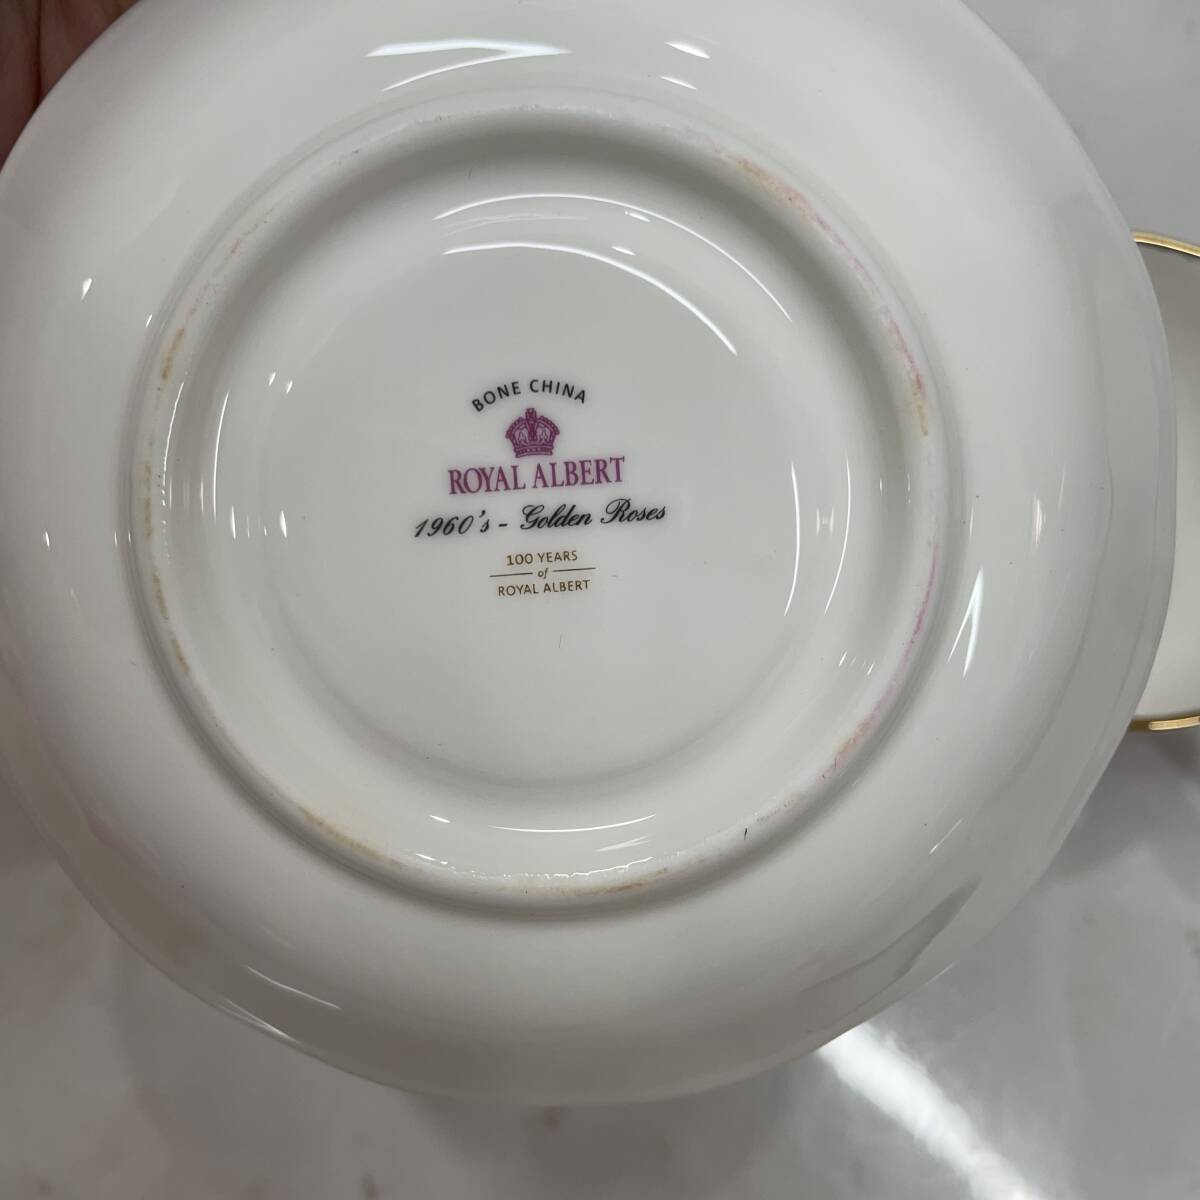 BONE CHINA
ROYAL ALBERT
1960's - Golden Roses
100 YEARS
of
ROYAL ALBERT